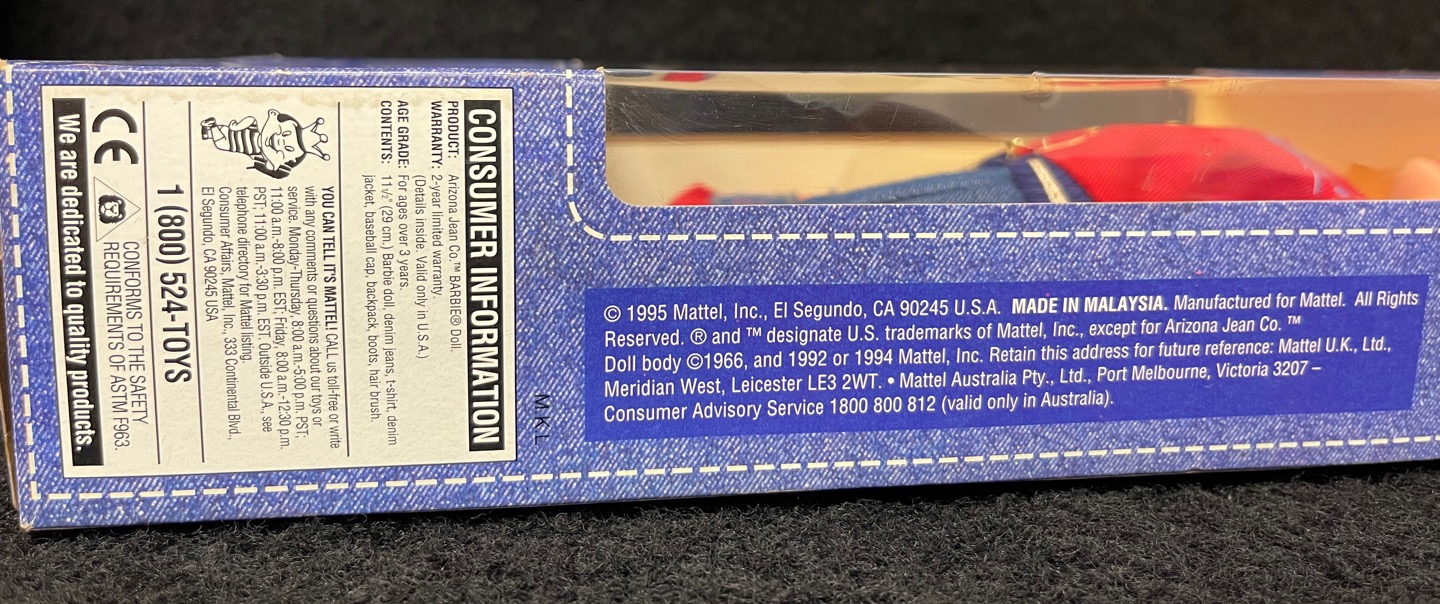 CONSUMER INFORMATION
PRODUCT: Arizona Jean Co.™ BARBIE® Doll.
WARRANTY: 2-year limited warranty.
(Details inside. Valid only in U.S.A.)
AGE GRADE: For ages over 3 years.
CONTENTS: 11½" (29 cm.) Barbie doll, denim jeans, t-shirt, denim
jacket, baseball cap, backpack, boots, hair brush.
YOU CAN TELL IT'S MATTEL! CALL us toll-free or write
with any comments or questions about our toys or
service. Monday-Thursday, 8:00 a.m.-5:00 p.m. PST;
11:00 a.m.-8:00 p.m. EST; Friday, 8:00 a.m.-12:30 p.m.
PST; 11:00 a.m.-3:30 p.m. EST. Outside U.S.A., see
telephone directory for Mattel listing.
Consumer Affairs, Mattel, Inc., 333 Continental Blvd.,
El Segundo, CA 90245 USA
1 (800) 524-TOYS
CE
CONFORMS TO THE SAFETY
REQUIREMENTS OF ASTM F963.
We are dedicated to quality products.
M.K.L
© 1995 Mattel, Inc., El Segundo, CA 90245 U.S.A. MADE IN MALAYSIA. Manufactured for Mattel. All Rights
Reserved. ® and ™ designate U.S. trademarks of Mattel, Inc., except for Arizona Jean Co. ™
Doll body ©1966, and 1992 or 1994 Mattel, Inc. Retain this address for future reference: Mattel U.K., Ltd.,
Meridian West, Leicester LE3 2WT. • Mattel Australia Pty., Ltd., Port Melbourne, Victoria 3207 –
Consumer Advisory Service 1800 800 812 (valid only in Australia).